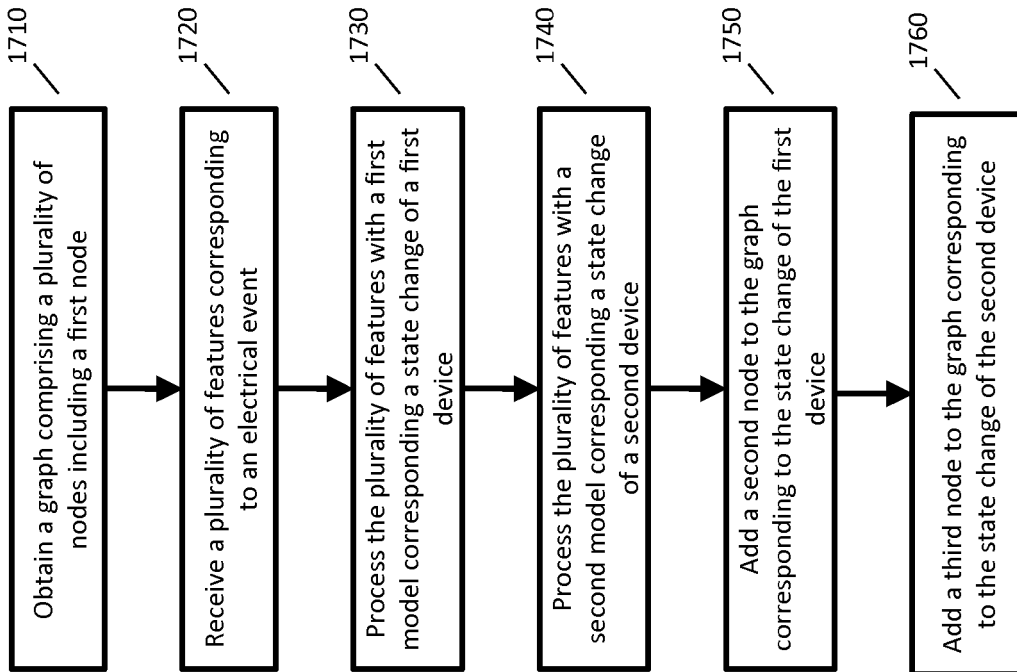 1710
Obtain a graph comprising a plurality of
nodes including a first node
1720
Receive a plurality of features corresponding
to an electrical event
1730
Process the plurality of features with a first
model corresponding a state change of a first
device
1740
Process the plurality of features with a
second model corresponding a state change
of a second device
1750
Add a second node to the graph
corresponding to the state change of the first
device
1760
Add a third node to the graph corresponding
to the state change of the second device